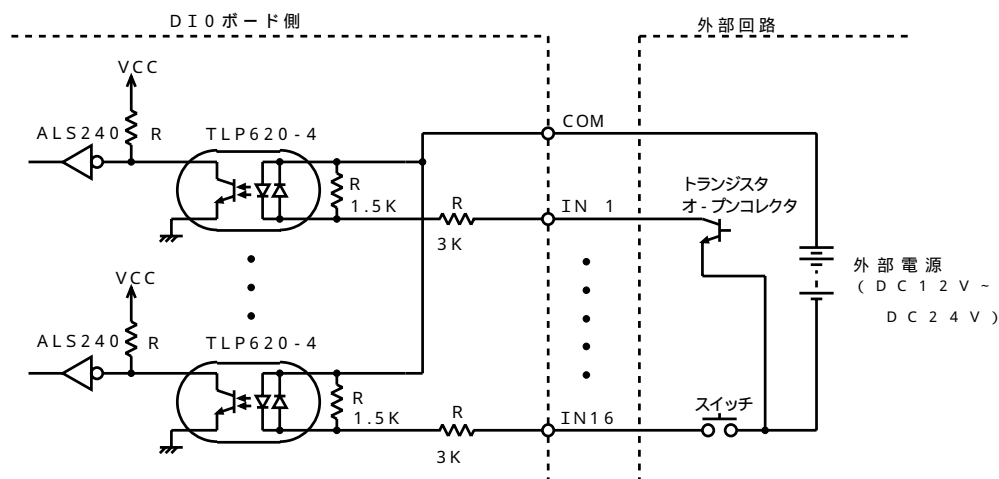 DIOボード側
外部回路
VCC
COM
ALS240
R
TLP620-4
R
1.5K
トランジスタ
オ-プンコレクタ
R
IN 1
3K
外部電源
(DC12V~
DC24V)
VCC
ALS240
R
TLP620-4
R
1.5K
R
IN16
スイッチ
3K